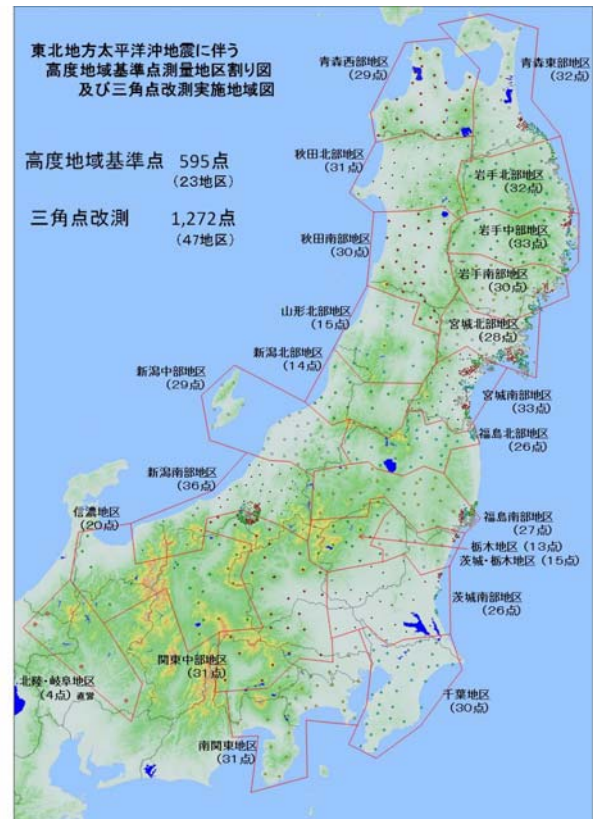 東北地方太平洋沖地震に伴う
高度地域基準点測量地区割り図
及び三角点改測実施地域図
高度地域基準点 595点
(23地区)
三角点改測 1,272点
(47地区)
青森西部地区
(29点)
青森東部地区
(32点)
秋田北部地区
(31点)
岩手北部地区
(32点)
秋田南部地区
(30点)
岩手中部地区
(33点)
岩手南部地区
(30点)
山形北部地区
(15点)
宮城北部地区
(28点)
新潟北部地区
(14点)
新潟中部地区
(29点)
宮城南部地区
(33点)
福島北部地区
(26点)
新潟南部地区
(36点)
信濃地区
(20点)
福島南部地区
(27点)
栃木地区(13点)
茨城・栃木地区(15点)
茨城南部地区
(26点)
関東中部地区
(31点)
北陸・岐阜地区
(4点) 直営
千葉地区
(30点)
南関東地区
(31点)